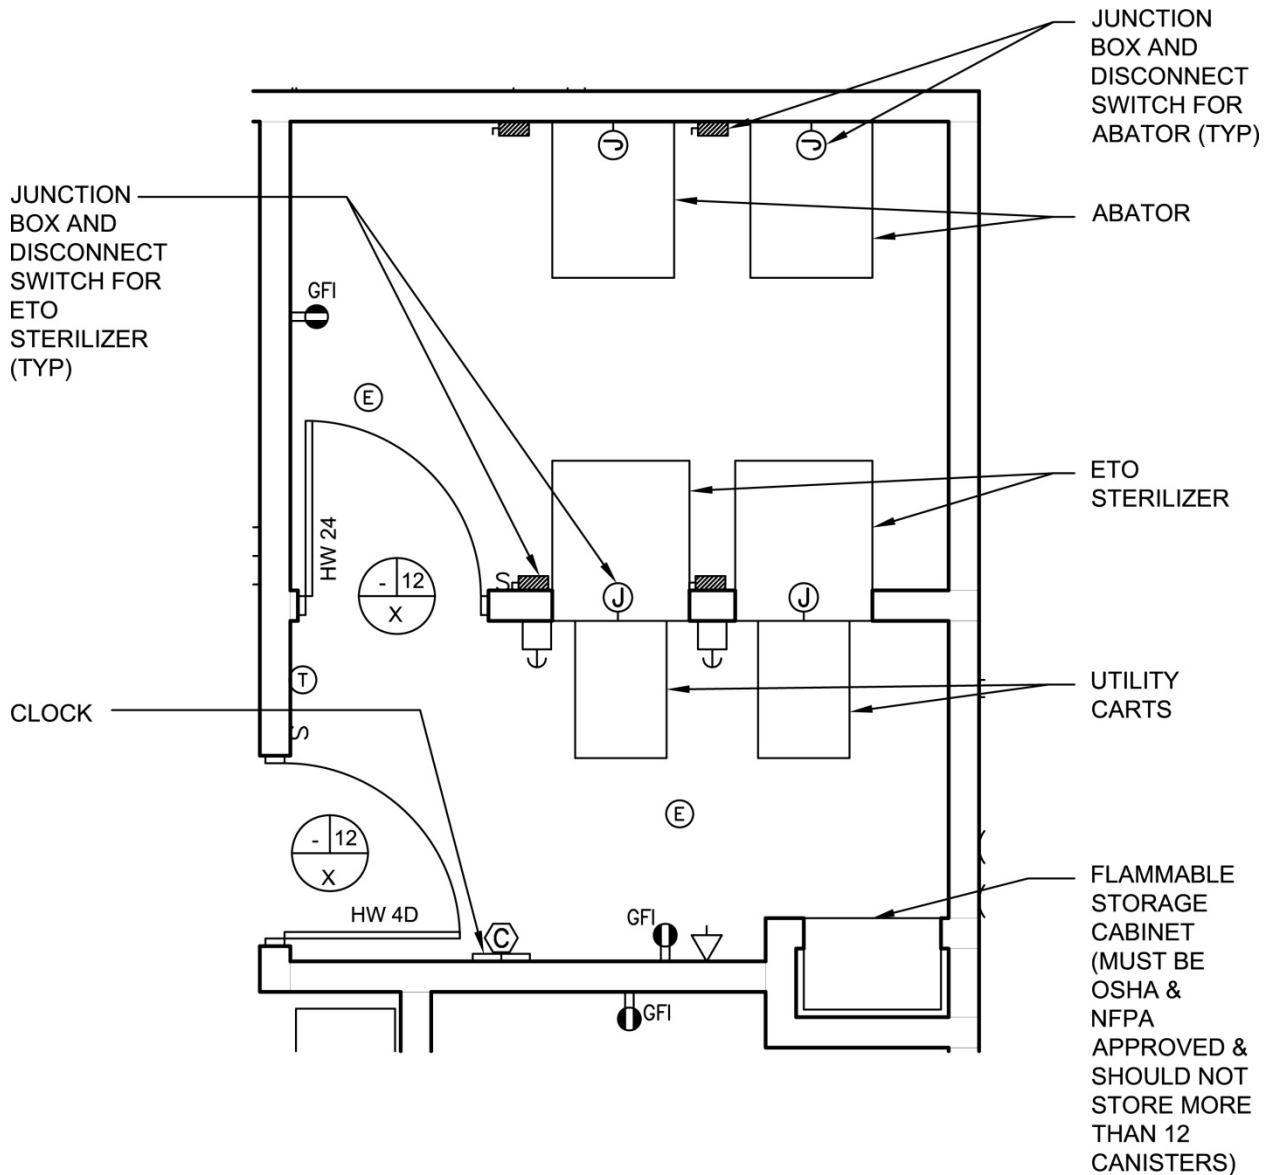 JUNCTION
BOX AND
DISCONNECT
SWITCH FOR
ABATOR (TYP)
J
J
JUNCTION
BOX AND
DISCONNECT
SWITCH FOR
ETO
STERILIZER
(TYP)
ABATOR
GFI
E
ETO
STERILIZER
HW 24
- 12
X
S
J
J
T
S
UTILITY
CARTS
CLOCK
E
- 12
X
HW 4D
C
GFI
GFI
FLAMMABLE
STORAGE
CABINET
(MUST BE
OSHA &
NFPA
APPROVED &
SHOULD NOT
STORE MORE
THAN 12
CANISTERS)